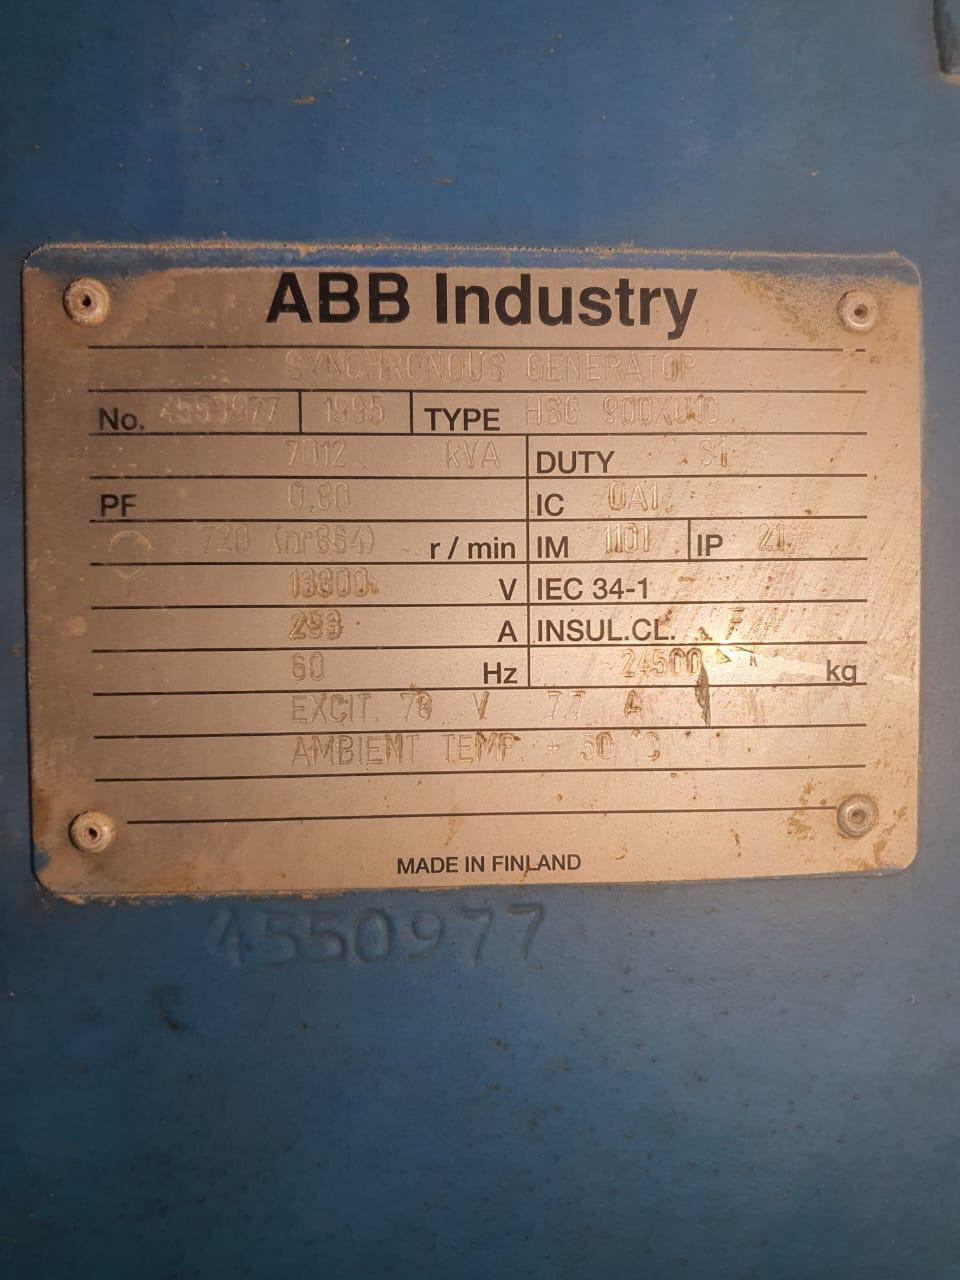 ABB Industry
SYNCHRONOUS GENERATOR
No. 4550977 1995 TYPE HSG 900XU10
7012 kVA DUTY S1
PF 0,80 IC 0A1
720 (nr864) r / min IM 1101 IP 21
13800 V IEC 34-1
293 A INSUL.CL. F
60 Hz 24500 kg
EXCIT. 78 V 7.7 A
AMBIENT TEMP. + 50 °C
MADE IN FINLAND
4550977